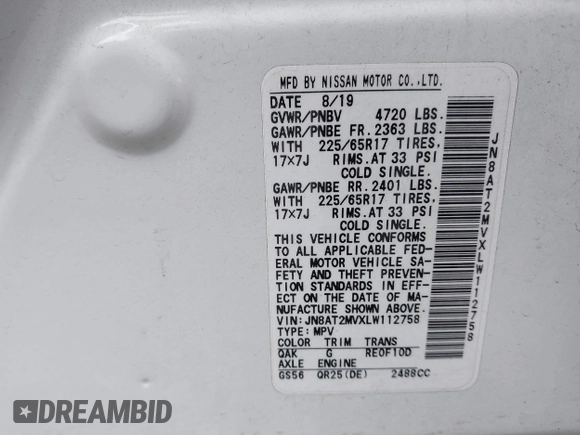 MFD BY NISSAN MOTOR CO.,LTD.
DATE 8/19
GVWR/PNBV 4720 LBS.
GAWR/PNBE FR. 2363 LBS.
WITH 225/65R17 TIRES,
17×7J RIMS.AT 33 PSI
COLD SINGLE.
GAWR/PNBE RR. 2401 LBS.
WITH 225/65R17 TIRES,
17×7J RIMS.AT 33 PSI
COLD SINGLE.
THIS VEHICLE CONFORMS
TO ALL APPLICABLE FED-
ERAL MOTOR VEHICLE SA-
FETY AND THEFT PREVEN-
TION STANDARDS IN EFF-
ECT ON THE DATE OF MA-
NUFACTURE SHOWN ABOVE.
VIN:JN8AT2MVXLW112758
TYPE:MPV
COLOR TRIM TRANS
QAK G RE0F10D
AXLE ENGINE
GS56 QR25(DE) 2488CC
JN8AT2MVXLW112758
DREAMBID